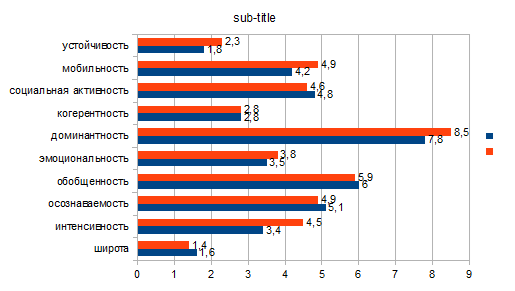 sub-title
устойчивость
2,3
1,8
мобильность
4,9
4,2
социальная активность
4,6
4,8
когерентность
2,8
2,8
доминантность
8,5
7,8
эмоциональность
3,8
3,5
обобщенность
5,9
6
осознаваемость
4,9
5,1
интенсивность
4,5
3,4
широта
1,4
1,6
0 1 2 3 4 5 6 7 8 9